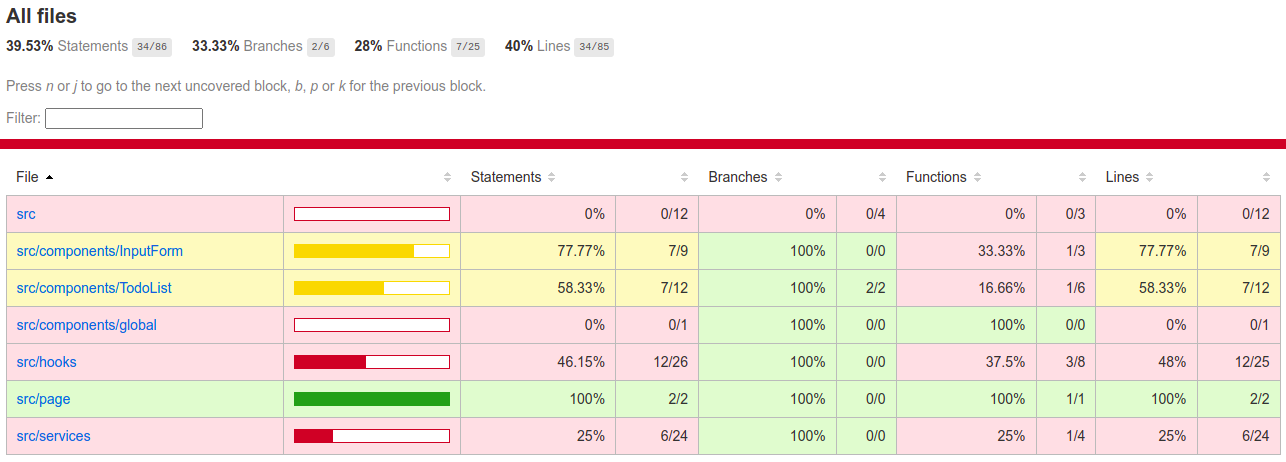 All files
39.53% Statements 34/86 33.33% Branches 2/6 28% Functions 7/25 40% Lines 34/85
Press n or j to go to the next uncovered block, b, p or k for the previous block.
Filter:
File Statements Branches Functions Lines
src 0% 0/12 0% 0/4 0% 0/3 0% 0/12
src/components/InputForm 77.77% 7/9 100% 0/0 33.33% 1/3 77.77% 7/9
src/components/TodoList 58.33% 7/12 100% 2/2 16.66% 1/6 58.33% 7/12
src/components/global 0% 0/1 100% 0/0 100% 0/0 0% 0/1
src/hooks 46.15% 12/26 100% 0/0 37.5% 3/8 48% 12/25
src/page 100% 2/2 100% 0/0 100% 1/1 100% 2/2
src/services 25% 6/24 100% 0/0 25% 1/4 25% 6/24